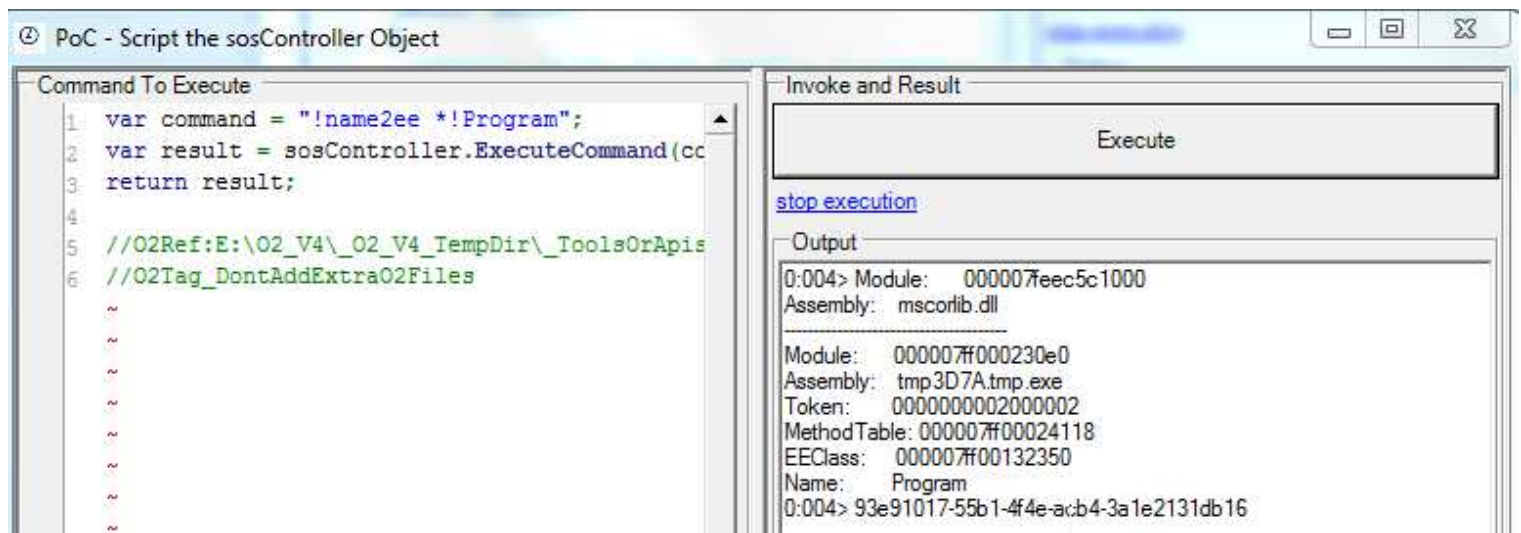 PoC - Script the sosController Object
Command To Execute
1 var command = "!name2ee *!Program";
2 var result = sosController.ExecuteCommand(cc
3 return result;
4
5 //O2Ref:E:\O2_V4\_O2_V4_TempDir\_ToolsOrApis
6 //O2Tag_DontAddExtraO2Files
~
~
~
~
~
~
~
~
Invoke and Result
Execute
stop execution
Output
0:004> Module: 000007feec5c1000
Assembly: mscorlib.dll
--------------------------------------
Module: 000007ff000230e0
Assembly: tmp3D7A.tmp.exe
Token: 0000000002000002
MethodTable: 000007ff00024118
EEClass: 000007ff00132350
Name: Program
0:004> 93e91017-55b1-4f4e-acb4-3a1e2131db16